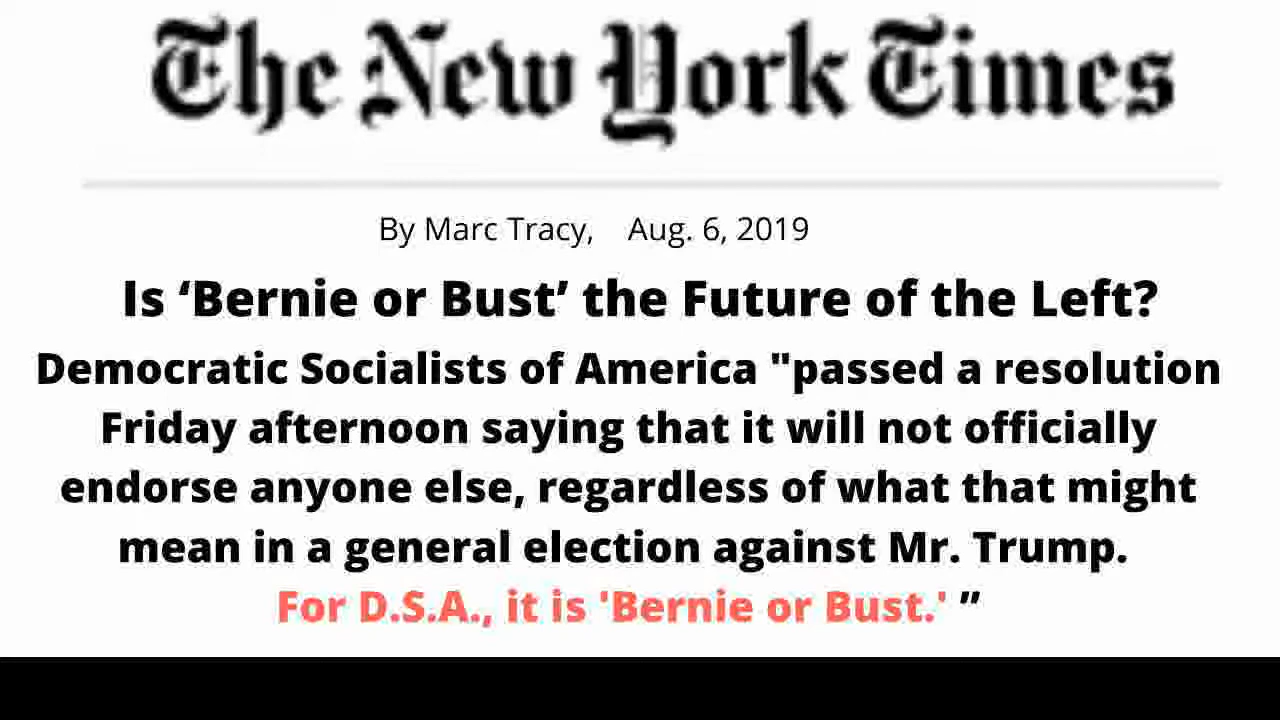 The New York Times
By Marc Tracy, Aug. 6, 2019
Is ‘Bernie or Bust’ the Future of the Left?
Democratic Socialists of America "passed a resolution
Friday afternoon saying that it will not officially
endorse anyone else, regardless of what that might
mean in a general election against Mr. Trump.
For D.S.A., it is 'Bernie or Bust.' ”